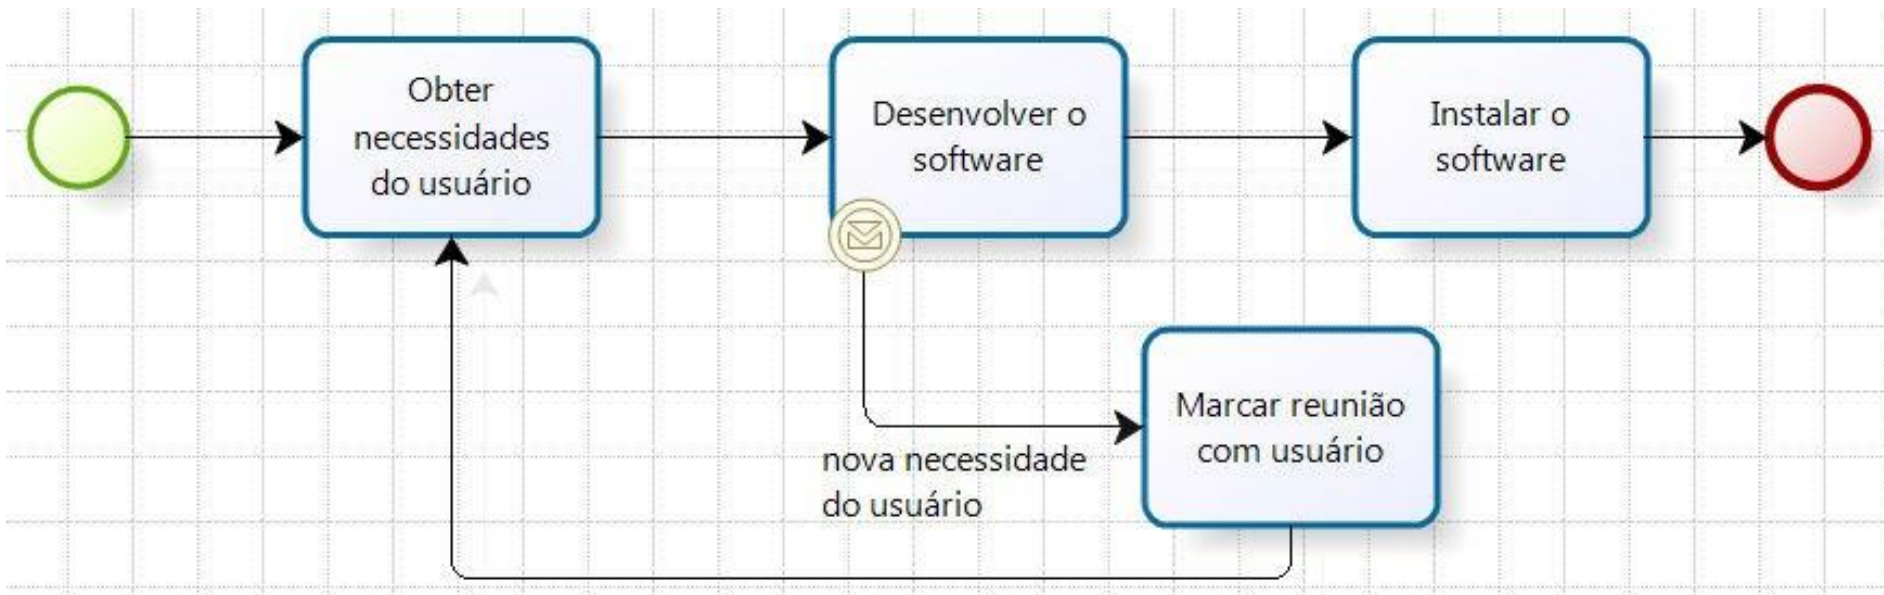 Obter
necessidades
do usuário
Desenvolver o
software
Instalar o
software
Marcar reunião
com usuário
nova necessidade
do usuário